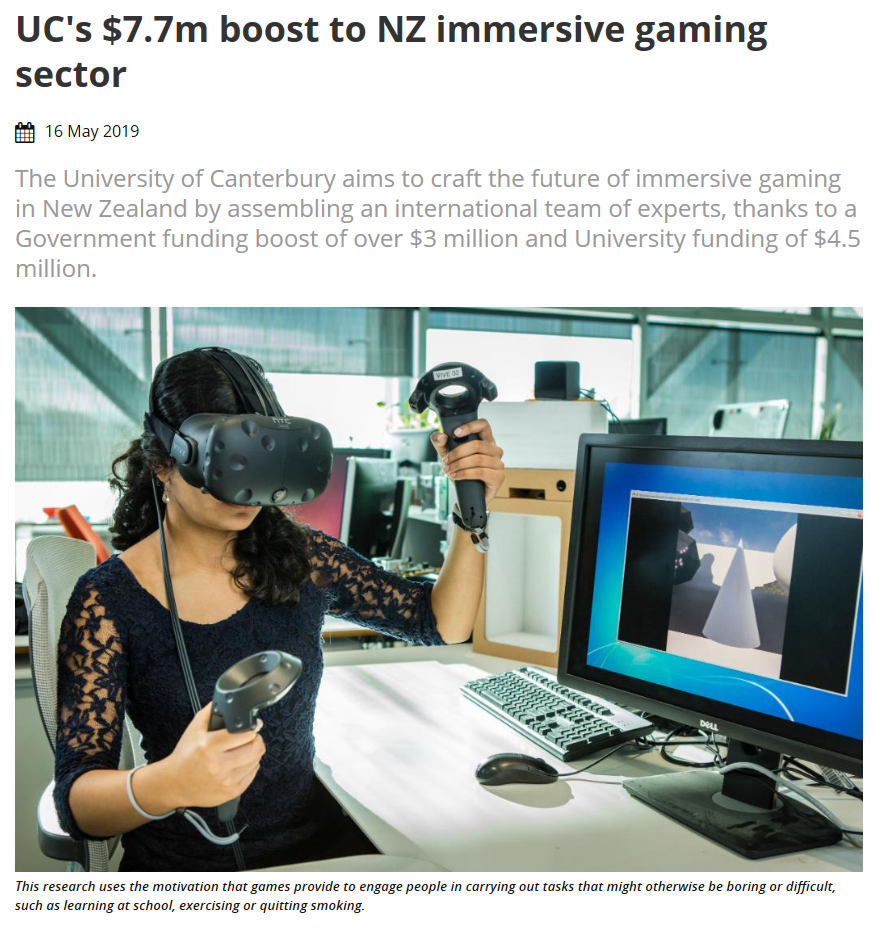 UC's $7.7m boost to NZ immersive gaming
sector
16 May 2019
The University of Canterbury aims to craft the future of immersive gaming
in New Zealand by assembling an international team of experts, thanks to a
Government funding boost of over $3 million and University funding of $4.5
million.
VIVE 02
hTC
DELL
This research uses the motivation that games provide to engage people in carrying out tasks that might otherwise be boring or difficult,
such as learning at school, exercising or quitting smoking.